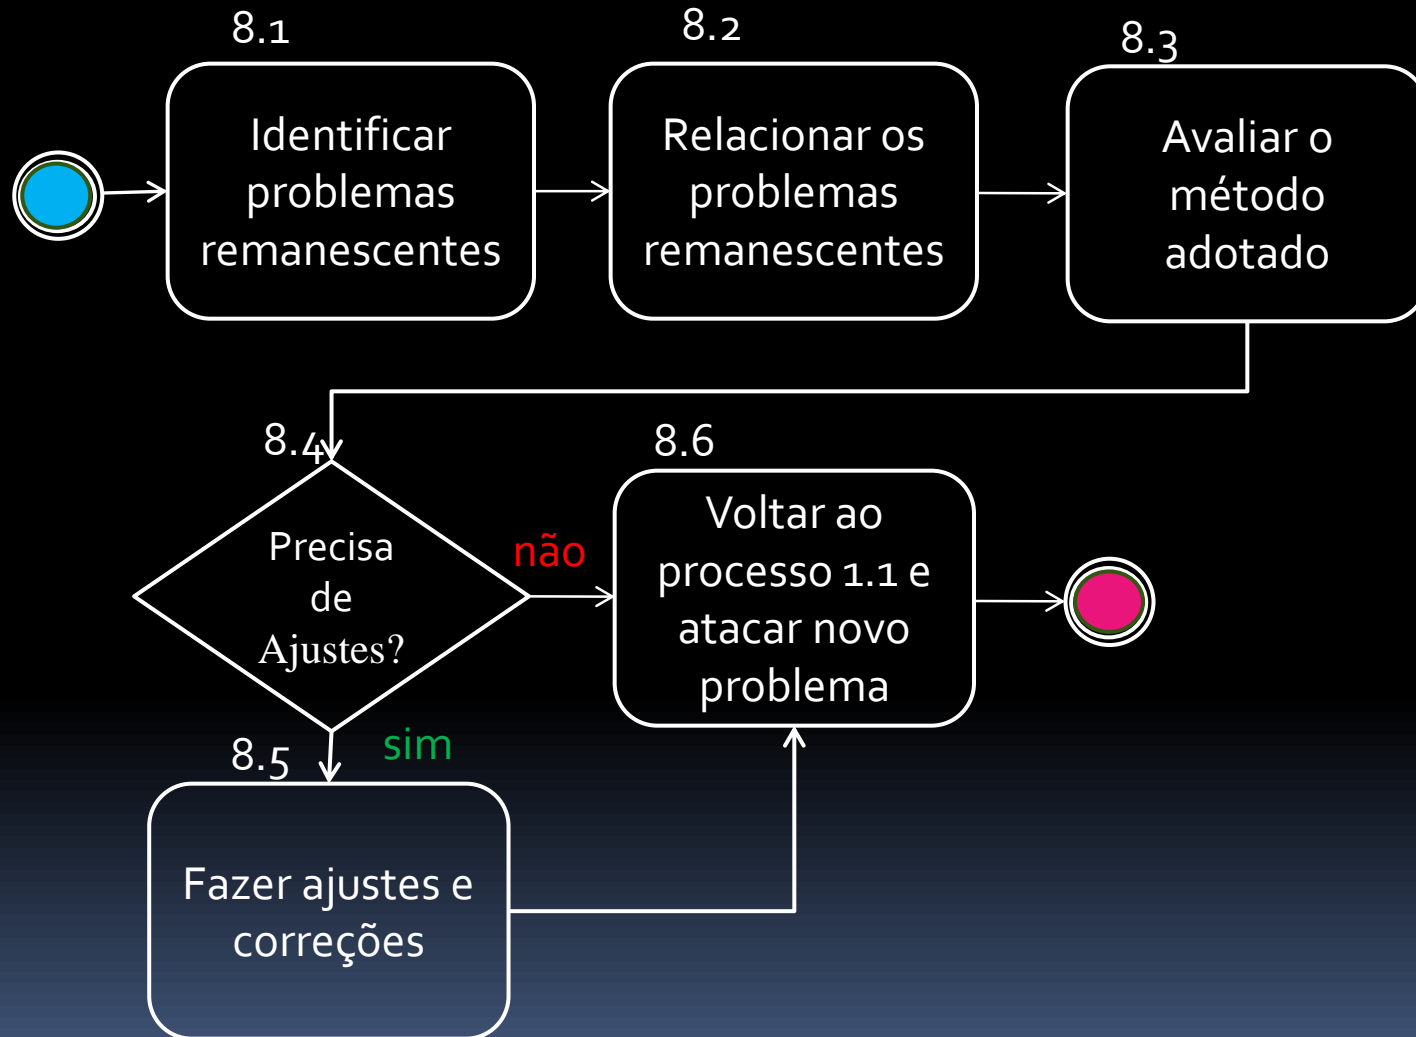 8.1
Identificar
problemas
remanescentes
8.2
Relacionar os
problemas
remanescentes
8.3
Avaliar o
método
adotado
8.4
Precisa
de
Ajustes?
não
sim
8.6
Voltar ao
processo 1.1 e
atacar novo
problema
8.5
Fazer ajustes e
correções